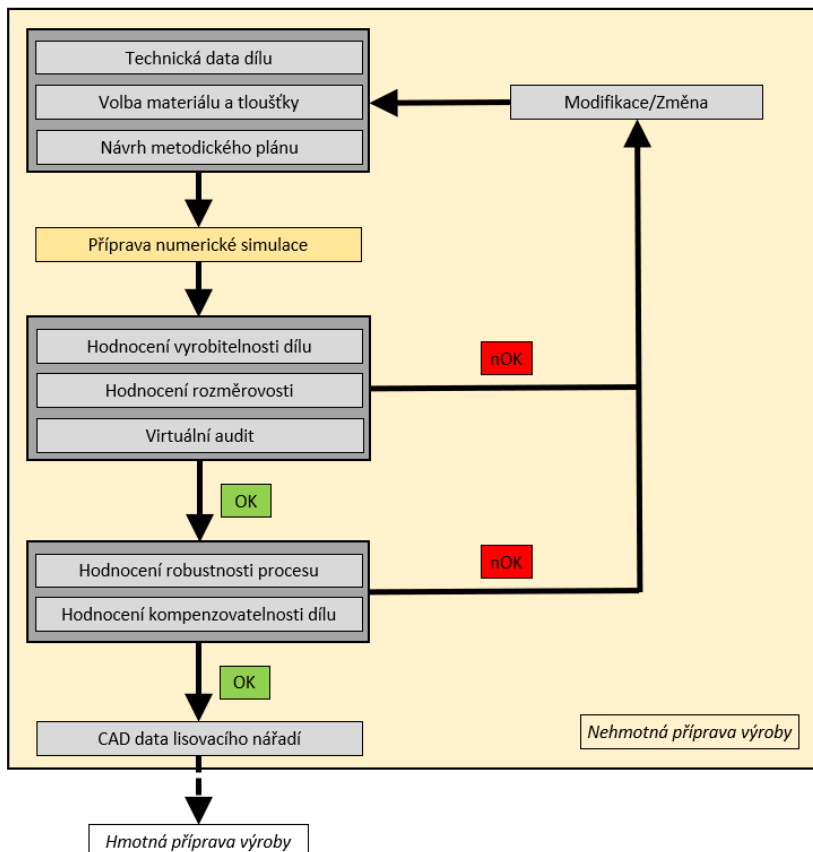 Technická data dílu
Volba materiálu a tloušťky
Modifikace/Změna
Návrh metodického plánu
Příprava numerické simulace
Hodnocení vyrobitelnosti dílu
nOK
Hodnocení rozměrovosti
Virtuální audit
OK
Hodnocení robustnosti procesu
nOK
Hodnocení kompenzovatelnosti dílu
OK
CAD data lisovacího nářadí
Nehmotná příprava výroby
Hmotná příprava výroby